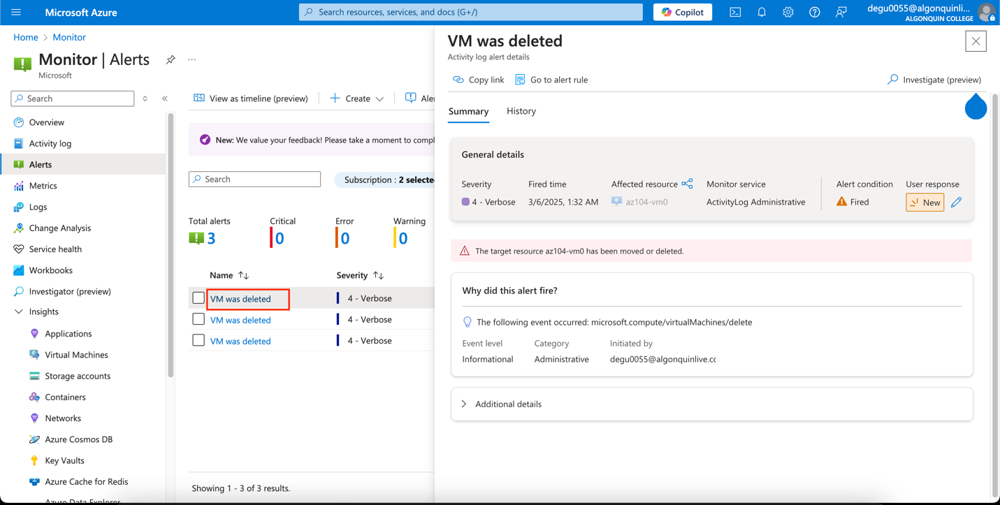 Microsoft Azure
Search resources, services, and docs (G+/)
Copilot
degu0055@algonquinli...
ALGONQUIN COLLEGE
Home > Monitor
Monitor | Alerts
...
Microsoft
Search
Overview
Activity log
Alerts
Metrics
Logs
Change Analysis
Service health
Workbooks
Investigator (preview)
Insights
Applications
Virtual Machines
Storage accounts
Containers
Networks
Azure Cosmos DB
Key Vaults
Azure Cache for Redis
Azure Data Explorer
View as timeline (preview)
Create
Aler
New: We value your feedback! Please take a moment to compl
Search
Subscription : 2 selecte
Total alerts
3
Critical
0
Error
0
Warning
0
Name Severity
VM was deleted 4 - Verbose
VM was deleted 4 - Verbose
VM was deleted 4 - Verbose
Showing 1 - 3 of 3 results.
VM was deleted
Activity log alert details
Copy link
Go to alert rule
Investigate (preview)
Summary
History
General details
Severity
4 - Verbose
Fired time
3/6/2025, 1:32 AM
Affected resource
az104-vm0
Monitor service
ActivityLog Administrative
Alert condition
Fired
User response
New
The target resource az104-vm0 has been moved or deleted.
Why did this alert fire?
The following event occurred: microsoft.compute/virtualMachines/delete
Event level
Informational
Category
Administrative
Initiated by
degu0055@algonquinlive.cc
Additional details